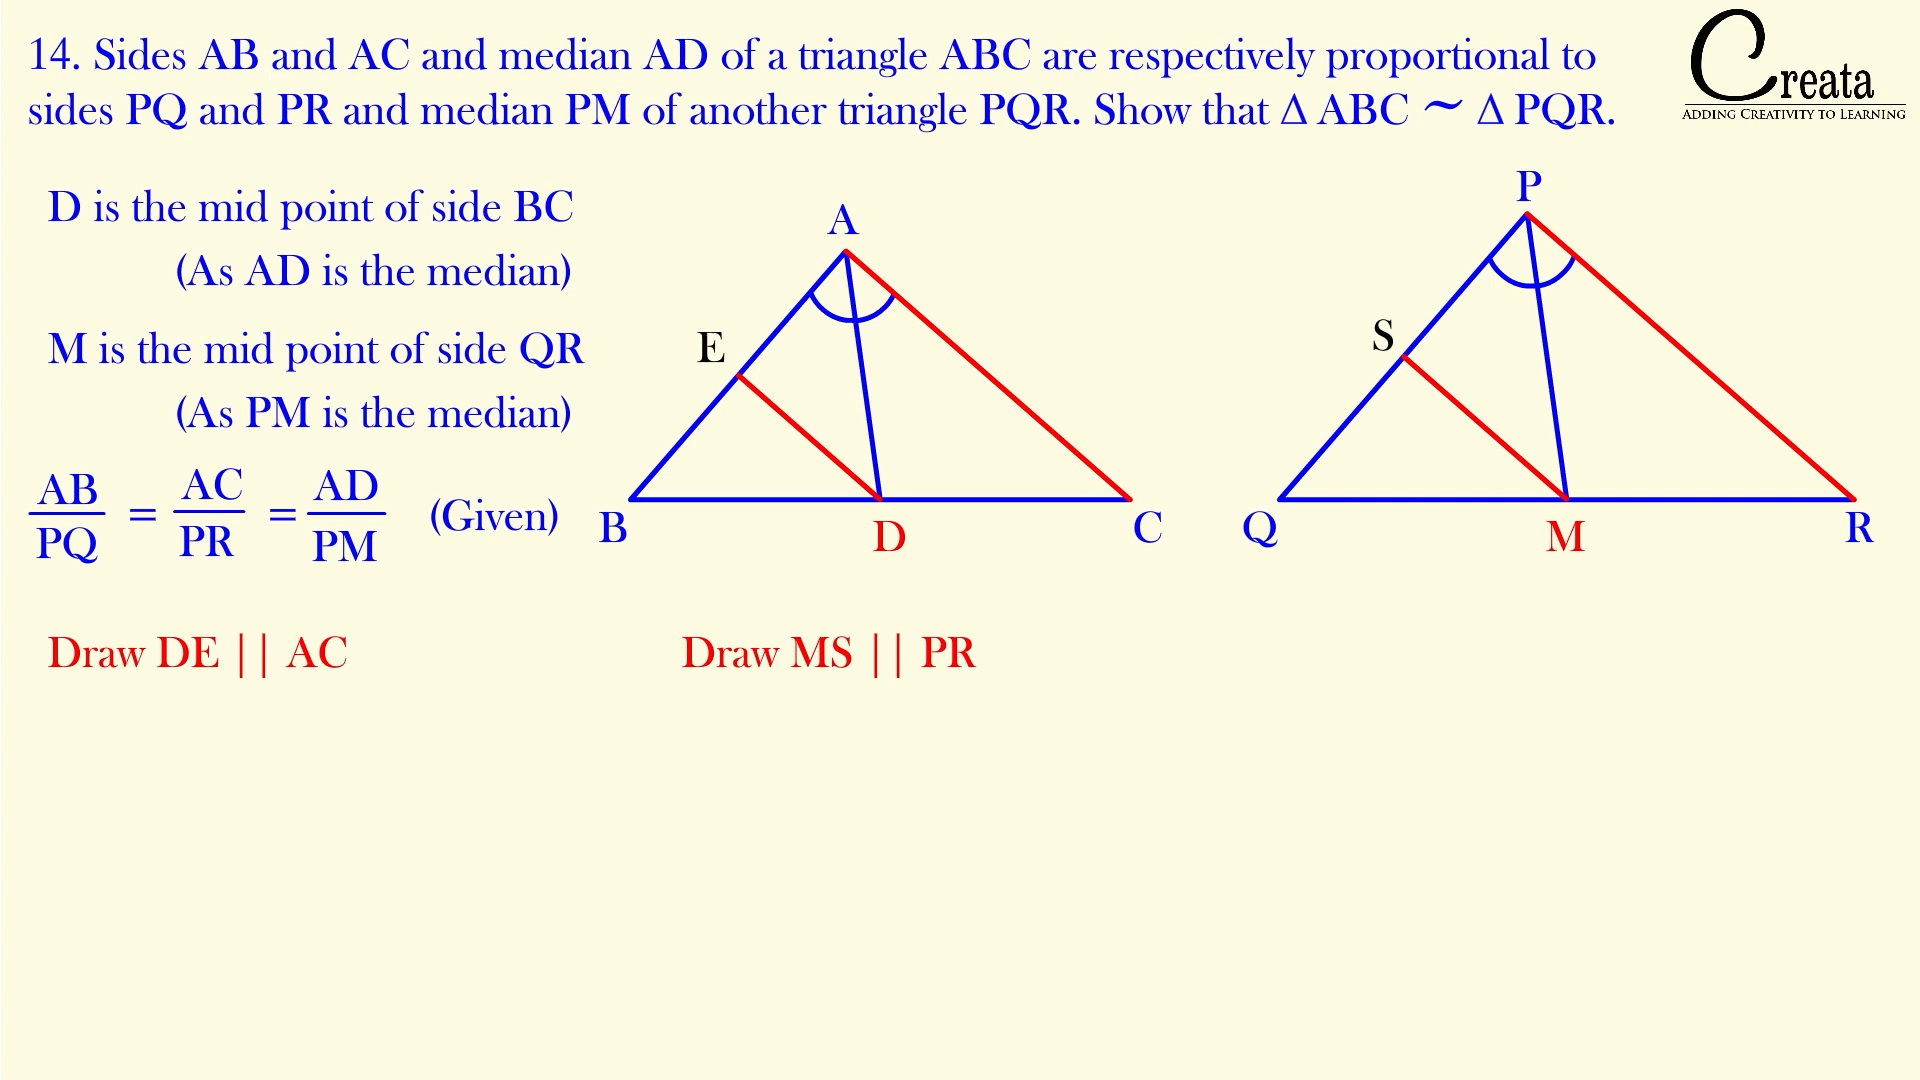 14. Sides AB and AC and median AD of a triangle ABC are respectively proportional to
sides PQ and PR and median PM of another triangle PQR. Show that Δ ABC ~ Δ PQR.
Creata
ADDING CREATIVITY TO LEARNING
D is the mid point of side BC
(As AD is the median)
M is the mid point of side QR
(As PM is the median)
AB/PQ = AC/PR = AD/PM (Given)
A
E
B
D
C
P
S
Q
M
R
Draw DE || AC
Draw MS || PR